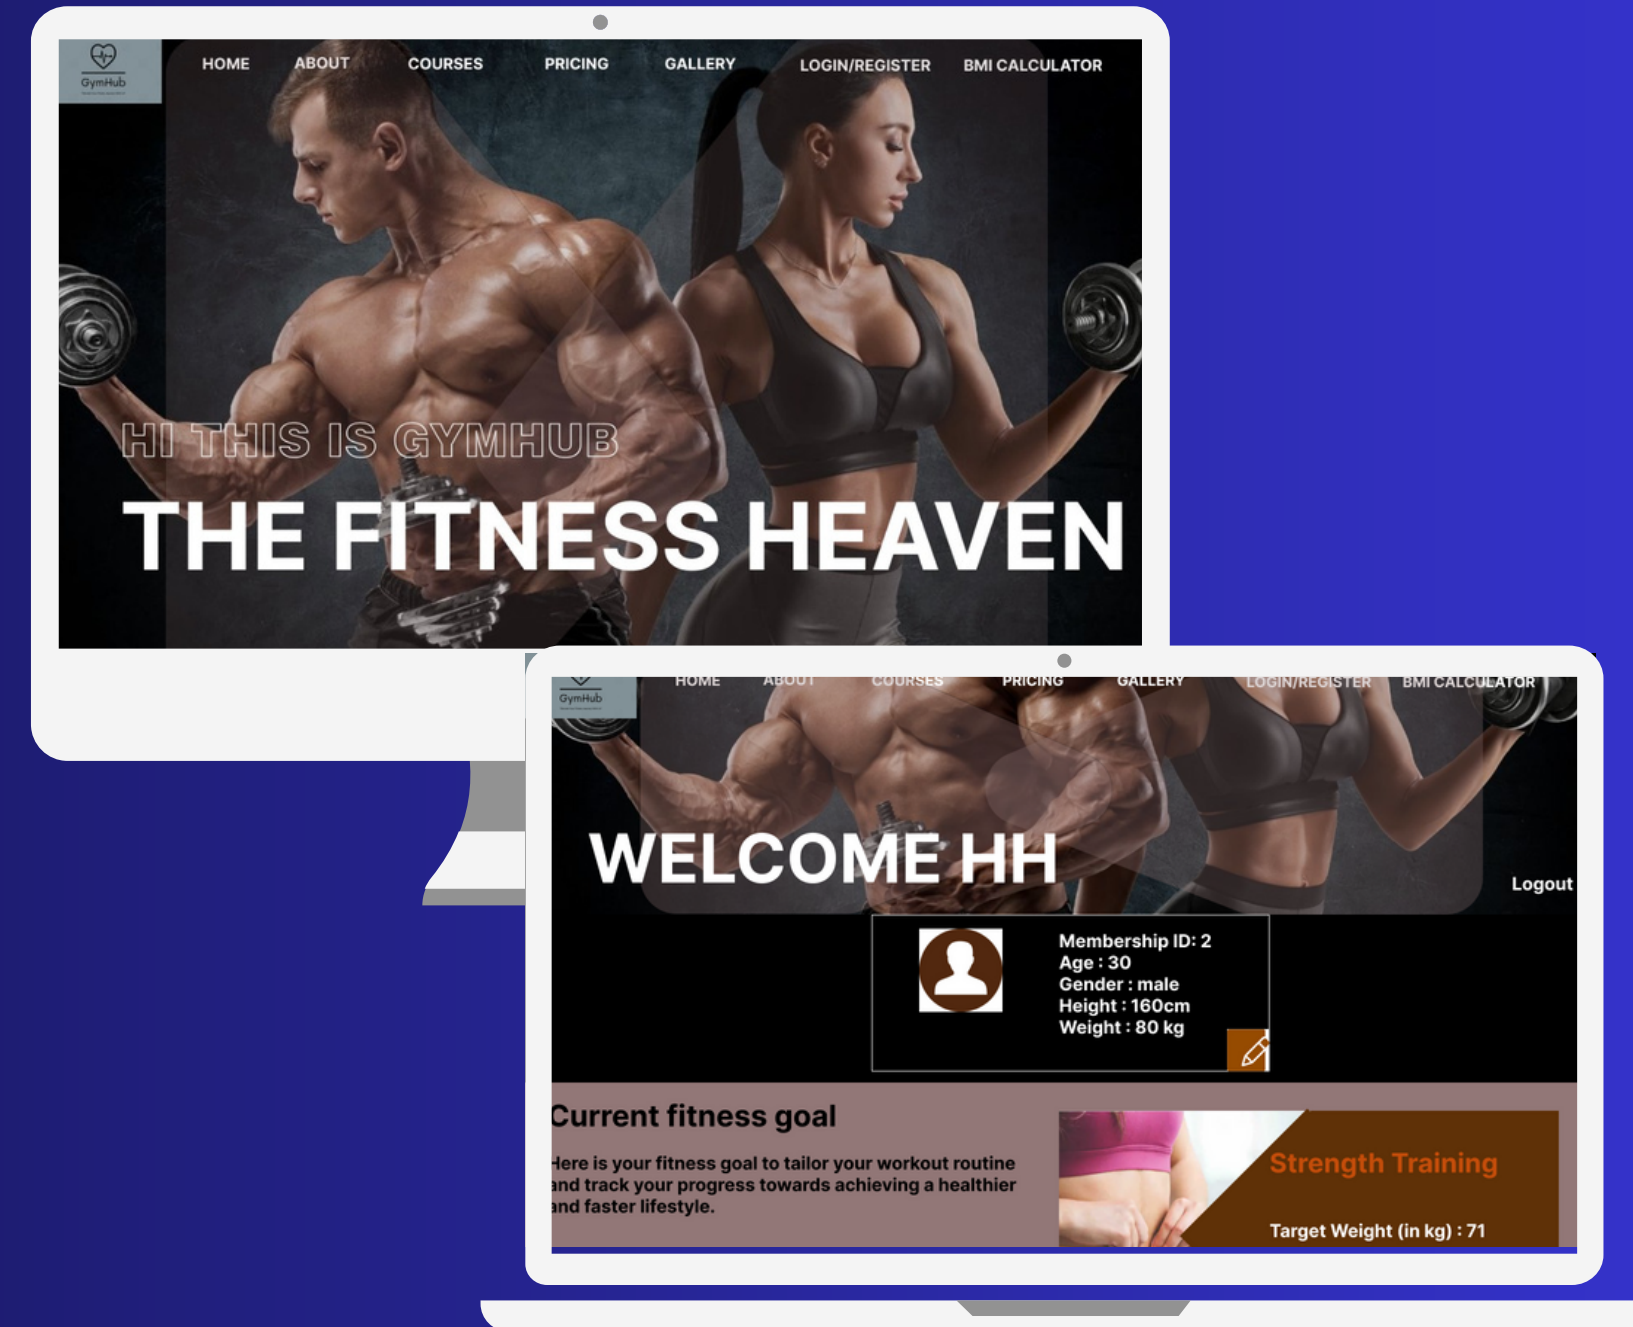 GymHub
HOME ABOUT COURSES PRICING GALLERY LOGIN/REGISTER BMI CALCULATOR
HI THIS IS GYMHUB
THE FITNESS HEAVEN
GymHub
HOME ABOUT COURSES PRICING GALLERY LOGIN/REGISTER BMI CALCULATOR
WELCOME HH
Logout
Membership ID: 2
Age : 30
Gender : male
Height : 160cm
Weight : 80 kg
Current fitness goal
Here is your fitness goal to tailor your workout routine
and track your progress towards achieving a healthier
and faster lifestyle.
Strength Training
Target Weight (in kg) : 71